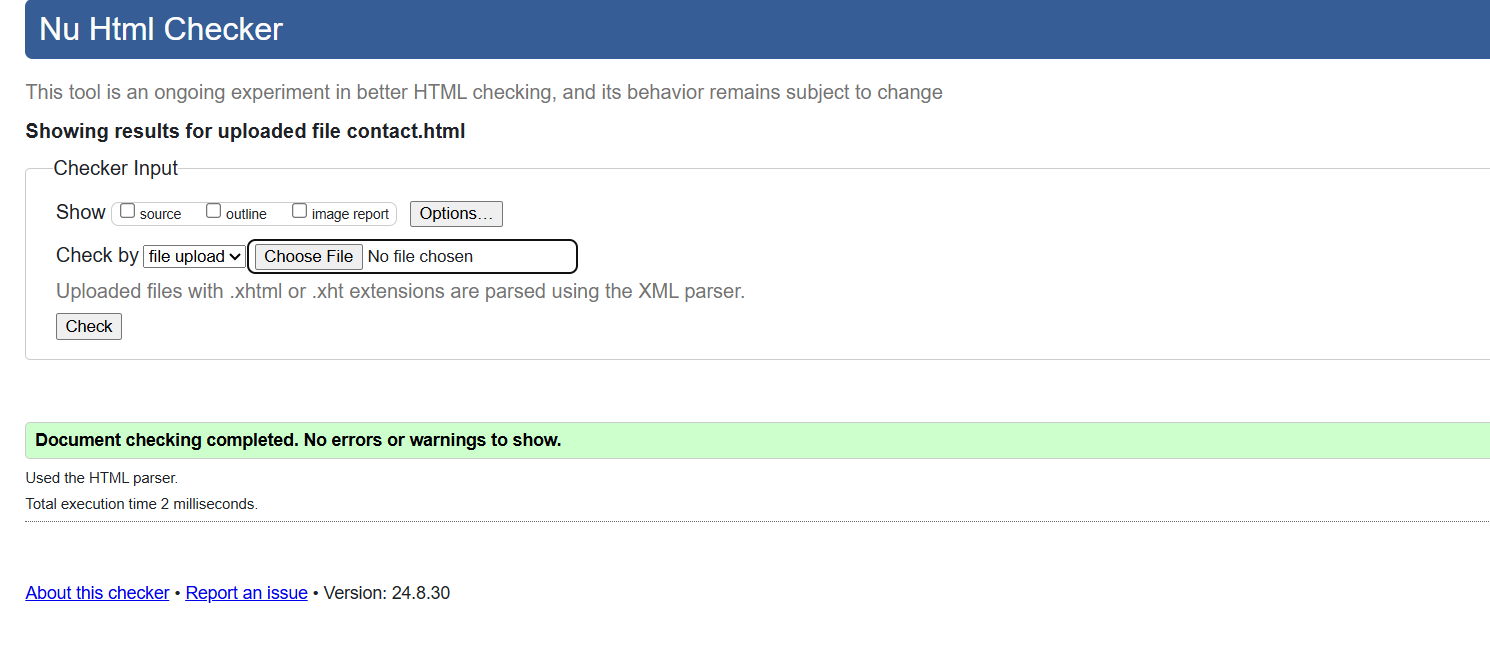 Nu Html Checker
This tool is an ongoing experiment in better HTML checking, and its behavior remains subject to change
Showing results for uploaded file contact.html
Checker Input
Show source outline image report Options…
Check by file upload Choose File No file chosen
Uploaded files with .xhtml or .xht extensions are parsed using the XML parser.
Check
Document checking completed. No errors or warnings to show.
Used the HTML parser.
Total execution time 2 milliseconds.
About this checker • Report an issue • Version: 24.8.30